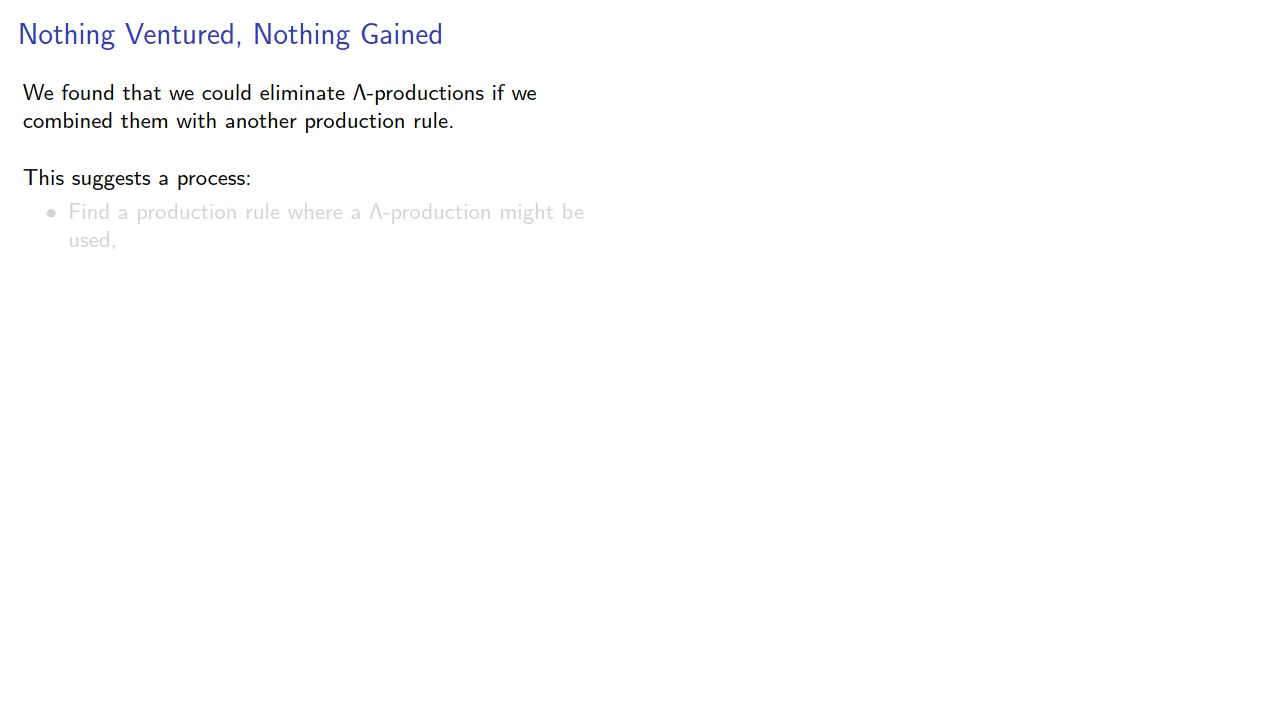 Nothing Ventured, Nothing Gained
We found that we could eliminate Λ-productions if we
combined them with another production rule.
This suggests a process:
• Find a production rule where a Λ-production might be
used,